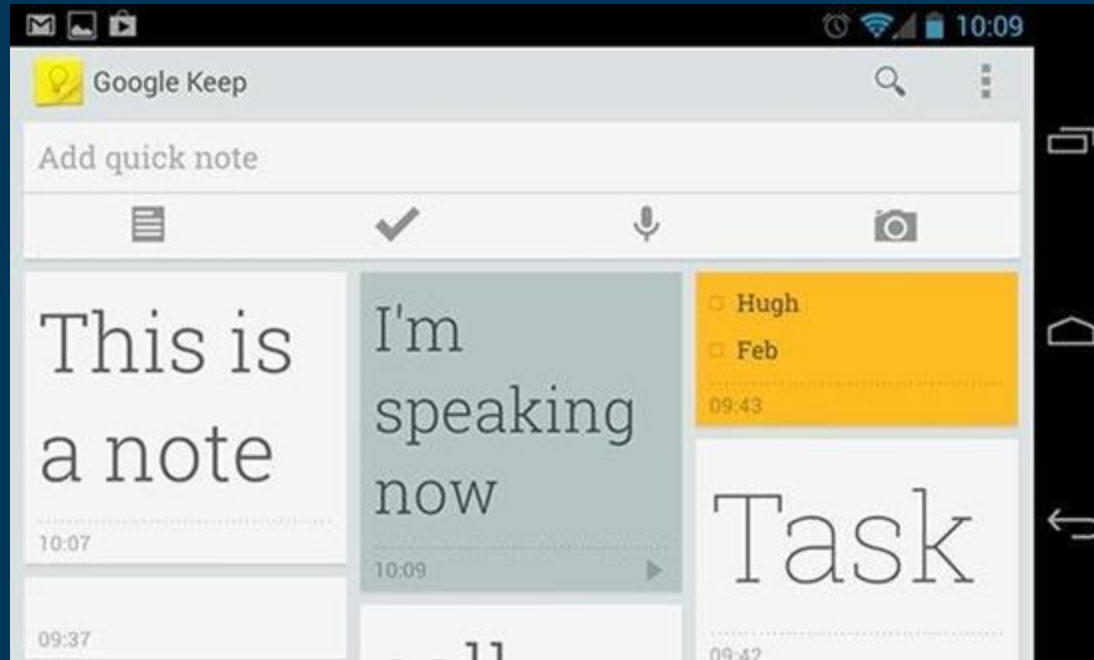 10:09
Google Keep
Add quick note
This is
a note
10:07
09:37
I'm
speaking
now
10:09
Hugh
Feb
09:43
Task
09:42